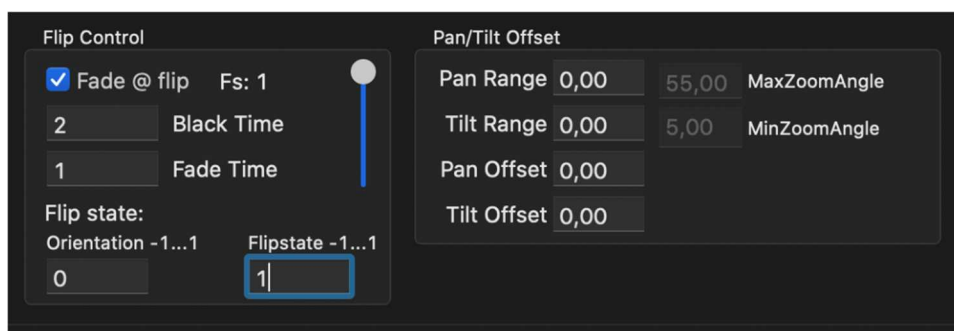 Flip Control
Fade @ flip Fs: 1
2 Black Time
1 Fade Time
Flip state:
Orientation -1...1 Flipstate -1...1
0 1
Pan/Tilt Offset
Pan Range 0,00 55,00 MaxZoomAngle
Tilt Range 0,00 5,00 MinZoomAngle
Pan Offset 0,00
Tilt Offset 0,00